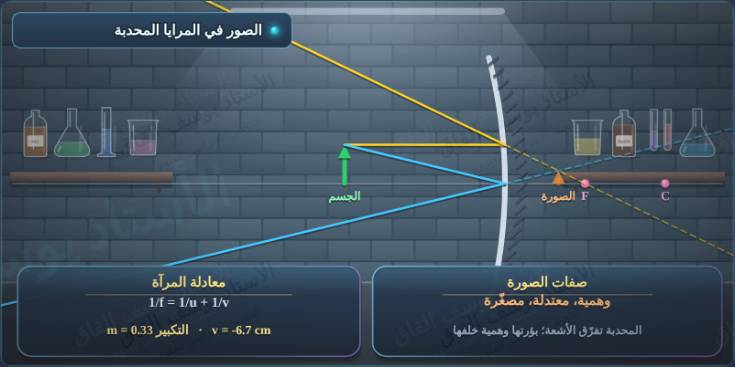 الصور في المرايا المحدبة
الجسم
الصورة
F
C
معادلة المرآة
1/f = 1/u + 1/v
v = -6.7 cm · التكبير m = 0.33
صفات الصورة
وهمية، معتدلة، مصغّرة
المحدبة تفرّق الأشعة؛ بؤرتها وهمية خلفها